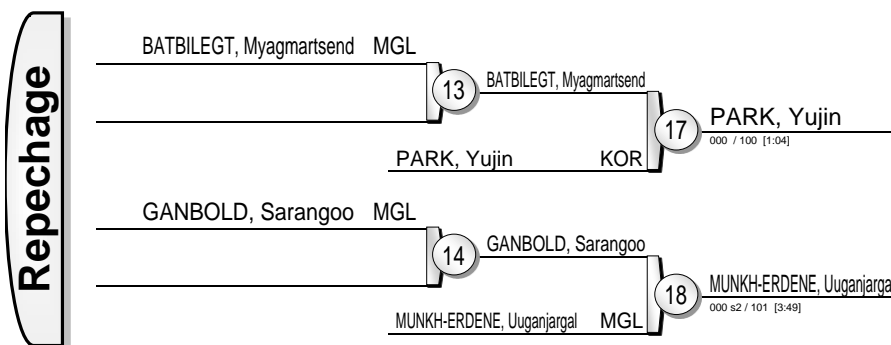 Repechage
BATBILEGT, Myagmartsend MGL
13
BATBILEGT, Myagmartsend
PARK, Yujin KOR
17
PARK, Yujin
000 / 100 [1:04]
GANBOLD, Sarangoo MGL
14
GANBOLD, Sarangoo
MUNKH-ERDENE, Uuganjargal MGL
18
MUNKH-ERDENE, Uuganjarga
000 s2 / 101 [3:49]